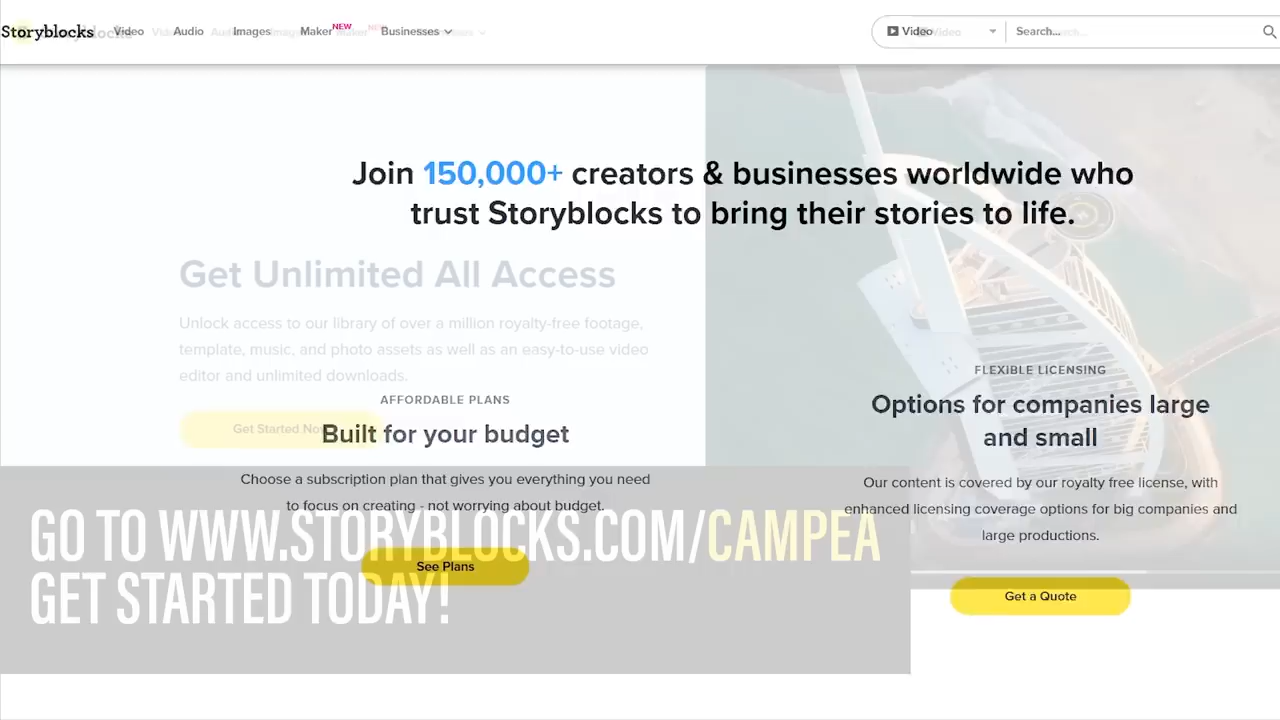 Storyblocks
Video Audio Images Maker NEW Businesses
Video Search...
Join 150,000+ creators & businesses worldwide who
trust Storyblocks to bring their stories to life.
Get Unlimited All Access
Unlock access to our library of over a million royalty-free footage,
template, music, and photo assets as well as an easy-to-use video
editor and unlimited downloads.
Get Started Now
AFFORDABLE PLANS
Built for your budget
Choose a subscription plan that gives you everything you need
to focus on creating - not worrying about budget.
See Plans
FLEXIBLE LICENSING
Options for companies large
and small
Our content is covered by our royalty free license, with
enhanced licensing coverage options for big companies and
large productions.
Get a Quote
GO TO WWW.STORYBLOCKS.COM/CAMPEA
GET STARTED TODAY!